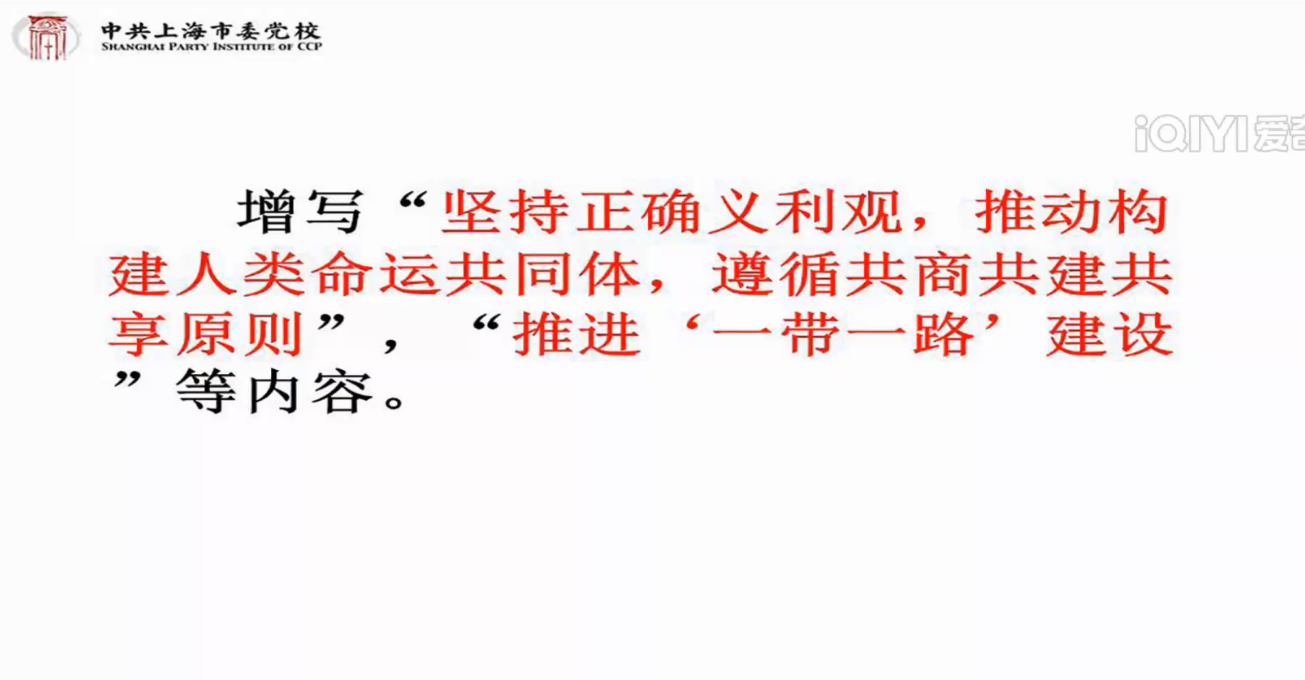 中共上海市委党校
SHANGHAI PARTY INSTITUTE OF CCP
iQIYI 爱奇
增写“坚持正确义利观，推动构
建人类命运共同体，遵循共商共建共
享原则”，“推进‘一带一路’建设
”等内容。